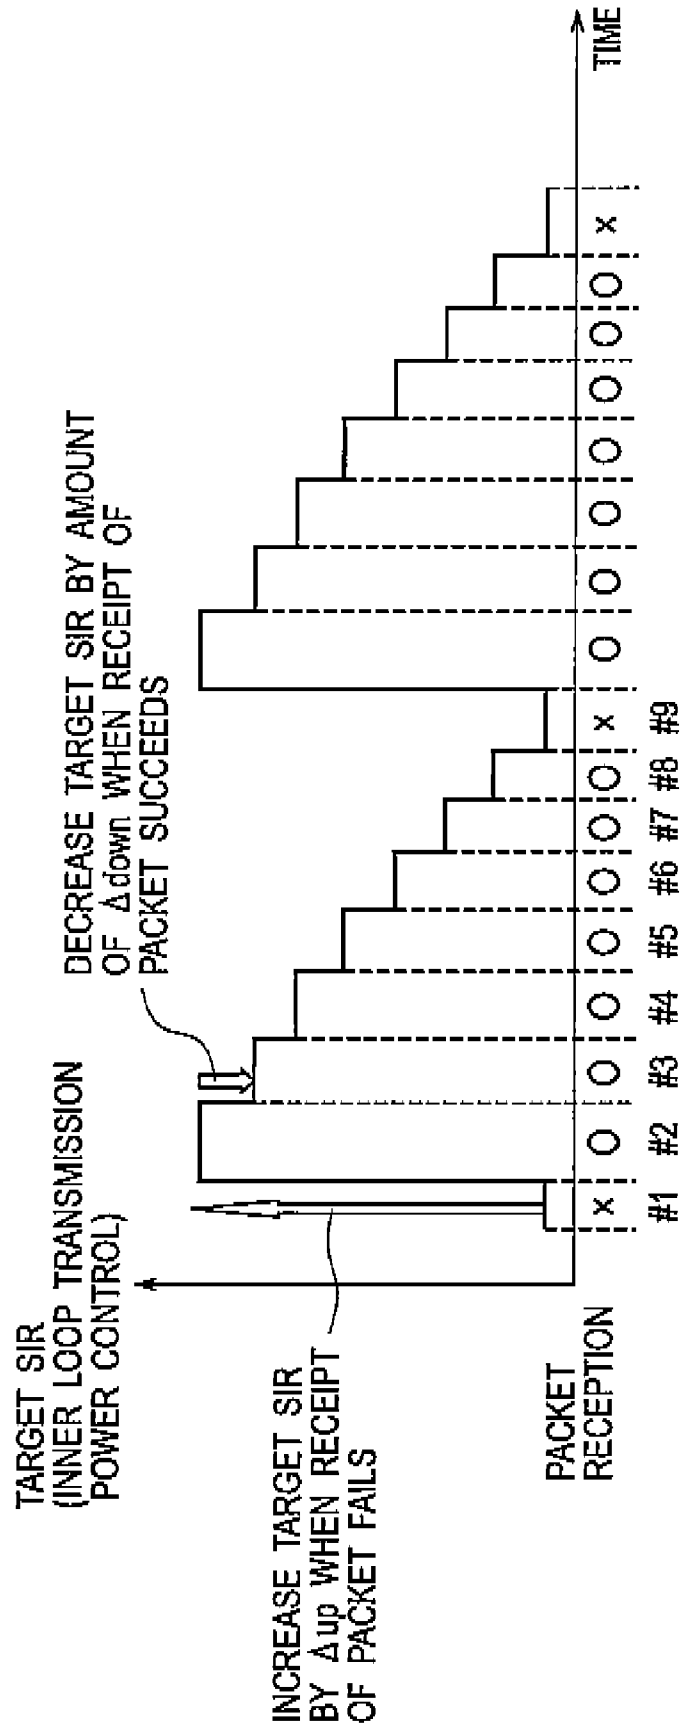 TARGET SIR
(INNER LOOP TRANSMISSION
POWER CONTROL)
DECREASE TARGET SIR BY AMOUNT
OF Δdown WHEN RECEIPT OF
PACKET SUCCEEDS
INCREASE TARGET SIR
BY Δup WHEN RECEIPT
OF PACKET FAILS
TIME
PACKET
RECEPTION
x O O O O O O O x O O O O O O O x
#1 #2 #3 #4 #5 #6 #7 #8 #9